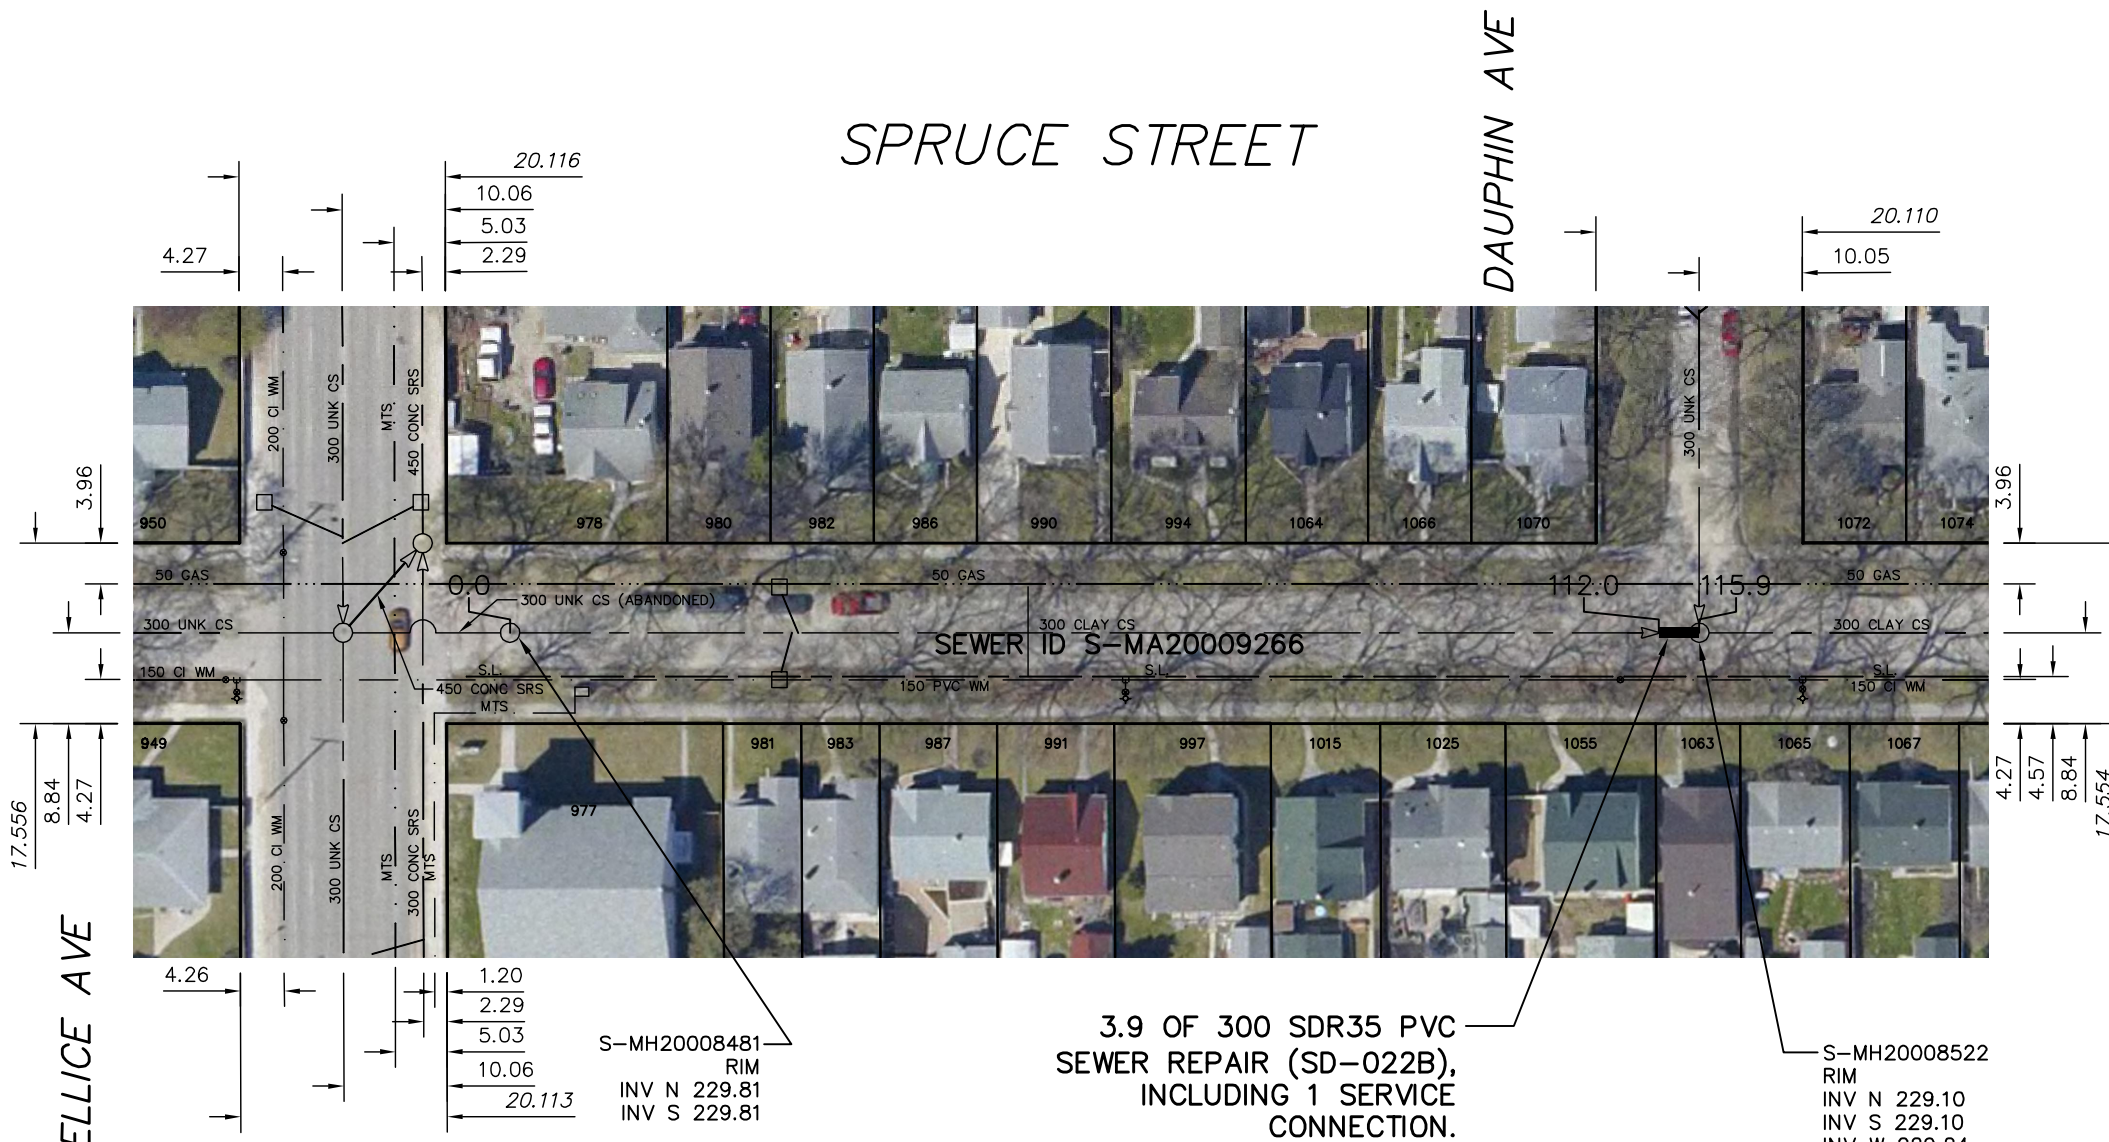 SPRUCE STREET
DAUPHIN AVE
ELLICE AVE
20.116
10.06
5.03
2.29
4.27
20.110
10.05
3.96
3.96
200 CI WM
300 UNK CS
MTS
450 CONC SRS
300 UNK CS
950
978
980
982
986
990
994
1064
1066
1070
1072
1074
50 GAS
50 GAS
50 GAS
0.0
112.0
115.9
300 UNK CS (ABANDONED)
300 UNK CS
300 CLAY CS
300 CLAY CS
SEWER ID S-MA20009266
150 CI WM
S.L.
S.L.
S.L.
450 CONC SRS
150 PVC WM
150 CI WM
MTS
949
977
981
983
987
991
997
1015
1025
1055
1063
1065
1067
200 CI WM
300 UNK CS
MTS
300 CONC SRS
MTS
17.556
8.84
4.27
4.27
4.57
8.84
17.554
4.26
1.20
2.29
5.03
10.06
20.113
S-MH20008481
RIM
INV N 229.81
INV S 229.81
3.9 OF 300 SDR35 PVC
SEWER REPAIR (SD-022B),
INCLUDING 1 SERVICE
CONNECTION.
S-MH20008522
RIM
INV N 229.10
INV S 229.10